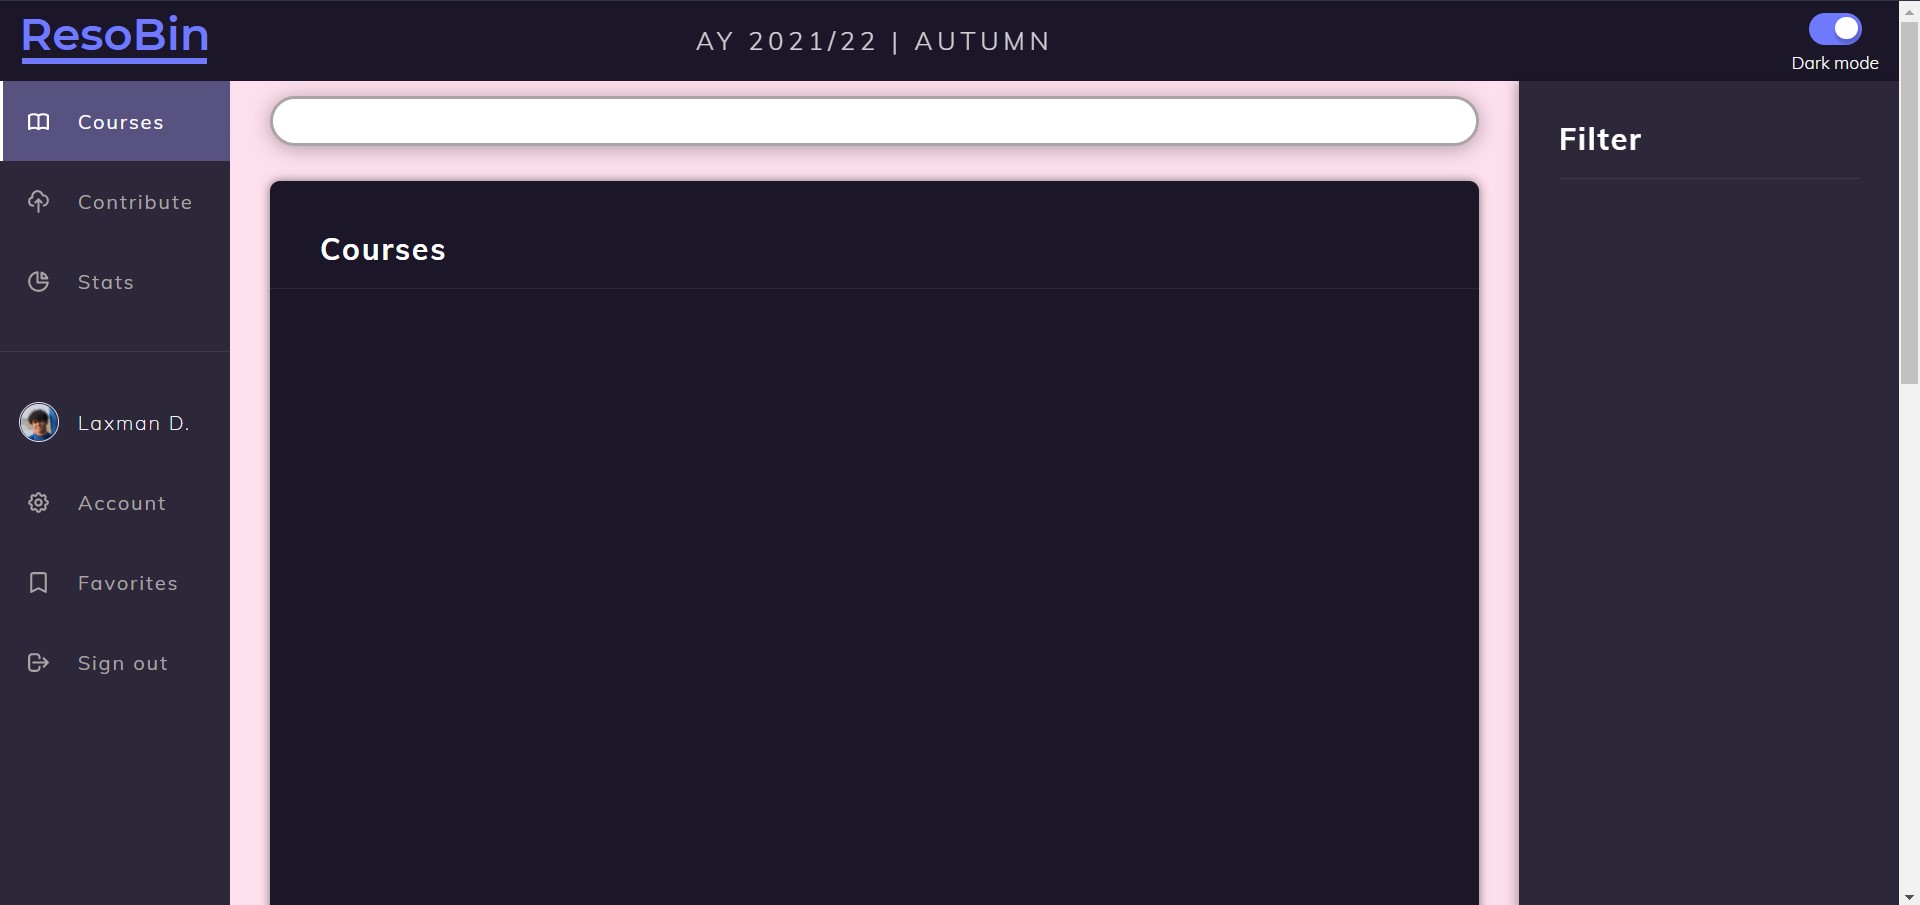 ResoBin
AY 2021/22 | AUTUMN
Dark mode
Courses
Contribute
Stats
Laxman D.
Account
Favorites
Sign out
Courses
Filter